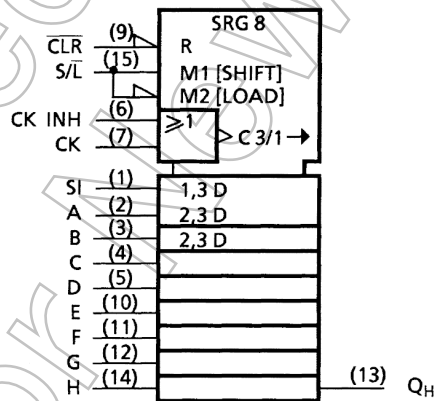 SRG 8
CLR (9) R
S/L (15) M1 [SHIFT]
M2 [LOAD]
CK INH (6) ≥1
CK (7) C3/1→
SI (1) 1,3 D
A (2) 2,3 D
B (3) 2,3 D
C (4)
D (5)
E (10)
F (11)
G (12)
H (14) (13) QH